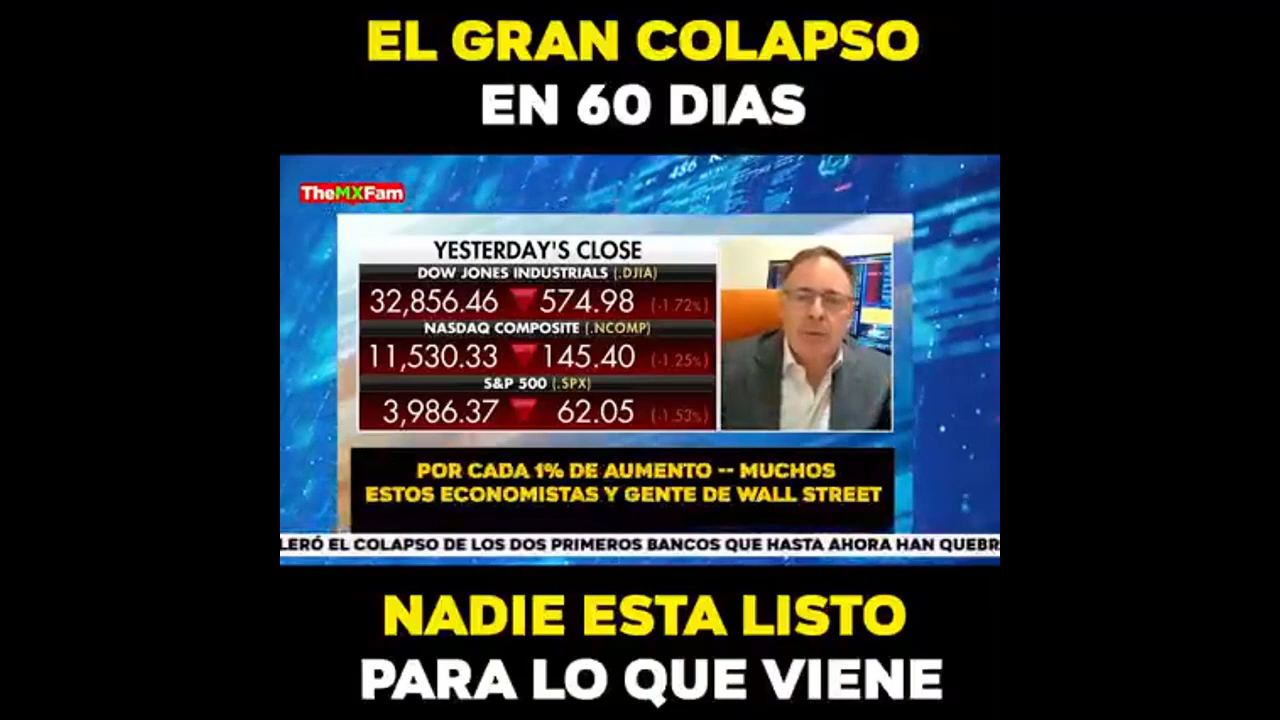 EL GRAN COLAPSO
EN 60 DIAS
TheMXFam
YESTERDAY'S CLOSE
DOW JONES INDUSTRIALS (.DJIA)
32,856.46 ▼ 574.98 (-1.72%)
NASDAQ COMPOSITE (.NCOMP)
11,530.33 ▼ 145.40 (-1.25%)
S&P 500 (.SPX)
3,986.37 ▼ 62.05 (-1.53%)
POR CADA 1% DE AUMENTO -- MUCHOS
ESTOS ECONOMISTAS Y GENTE DE WALL STREET
LERÓ EL COLAPSO DE LOS DOS PRIMEROS BANCOS QUE HASTA AHORA HAN QUEBR
NADIE ESTA LISTO
PARA LO QUE VIENE